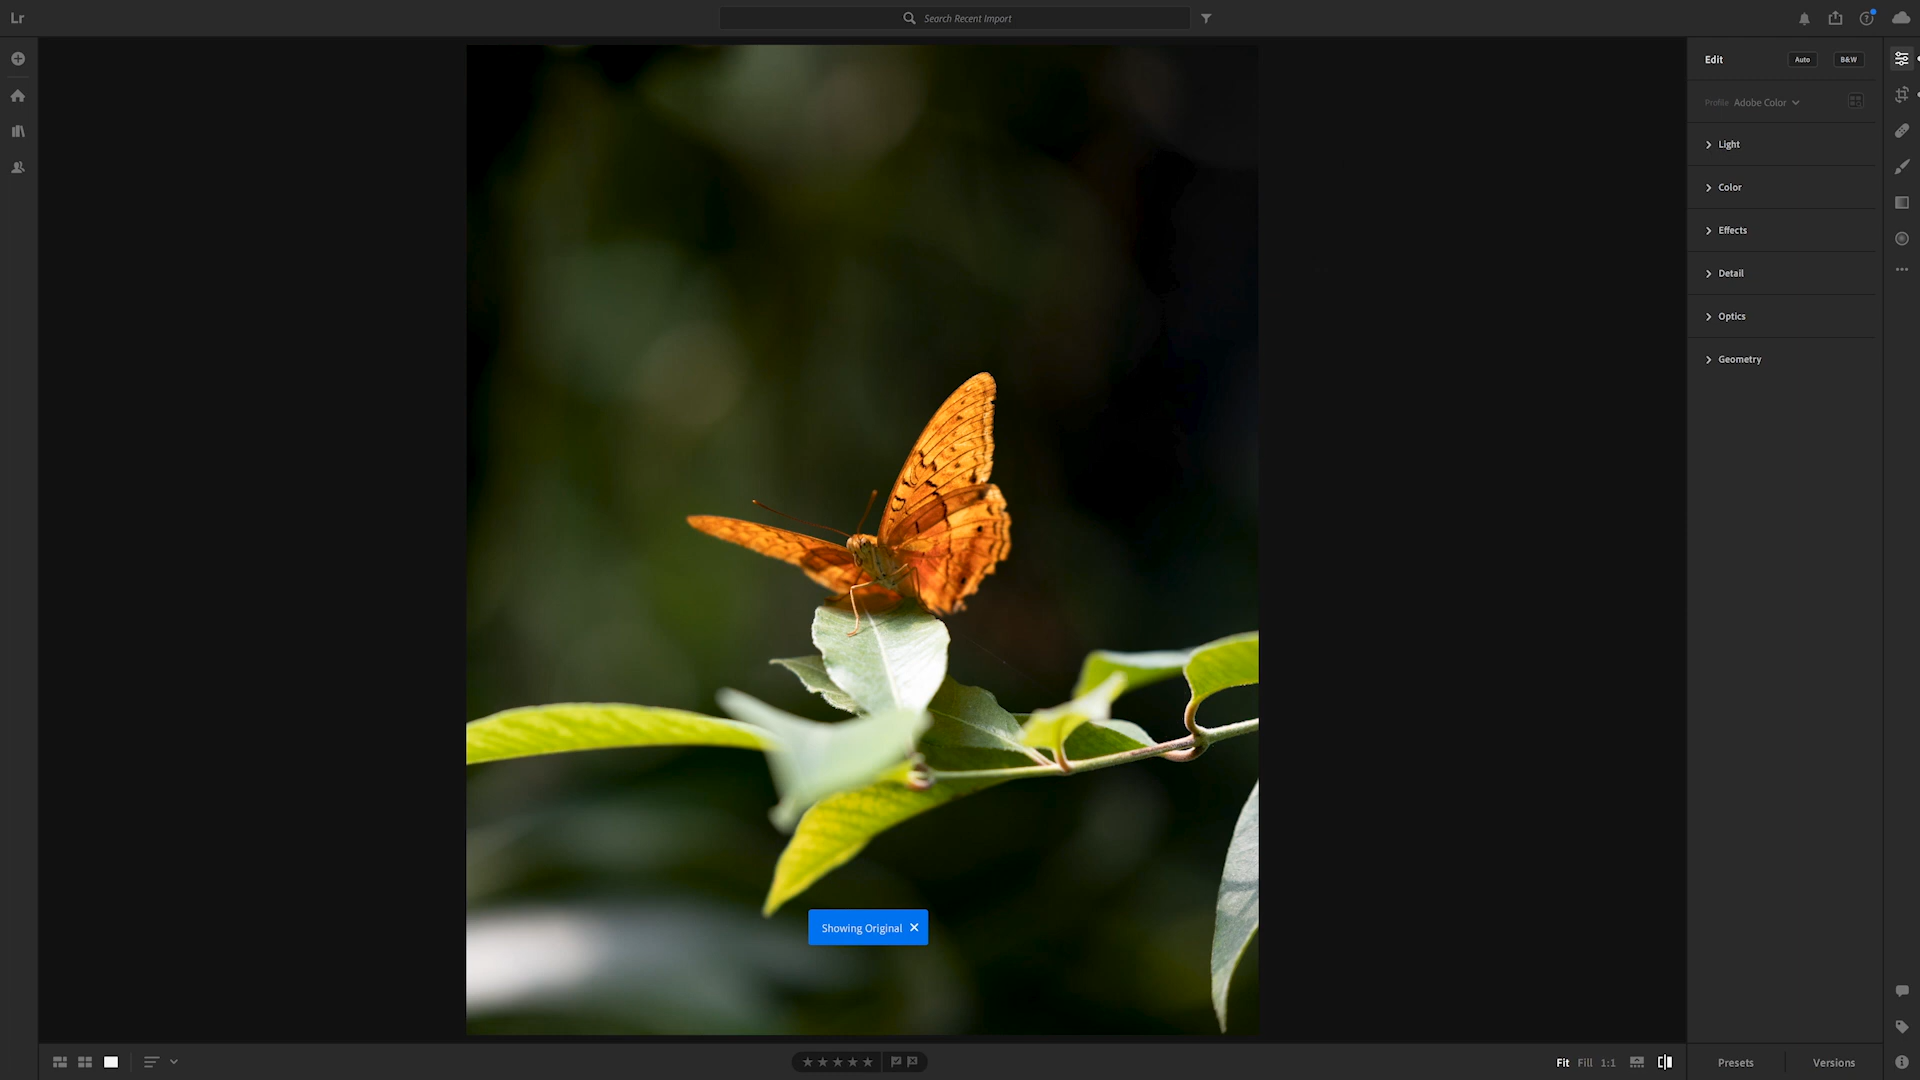 Lr
Search Recent Import
Edit
Auto
B&W
Profile Adobe Color
Light
Color
Effects
Detail
Optics
Geometry
Showing Original
Fit Fill 1:1
Presets
Versions